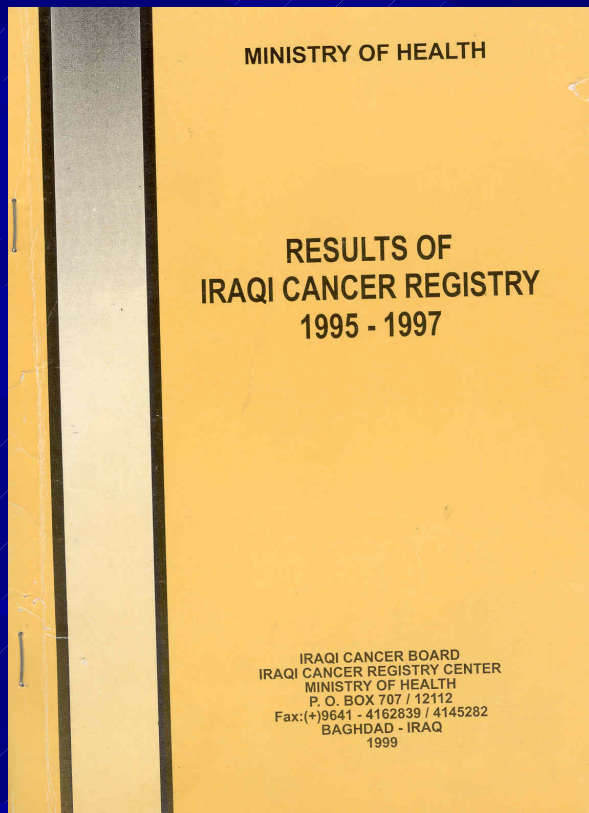 MINISTRY OF HEALTH
RESULTS OF
IRAQI CANCER REGISTRY
1995 - 1997
IRAQI CANCER BOARD
IRAQI CANCER REGISTRY CENTER
MINISTRY OF HEALTH
P. O. BOX 707 / 12112
Fax:(+)9641 - 4162839 / 4145282
BAGHDAD - IRAQ
1999